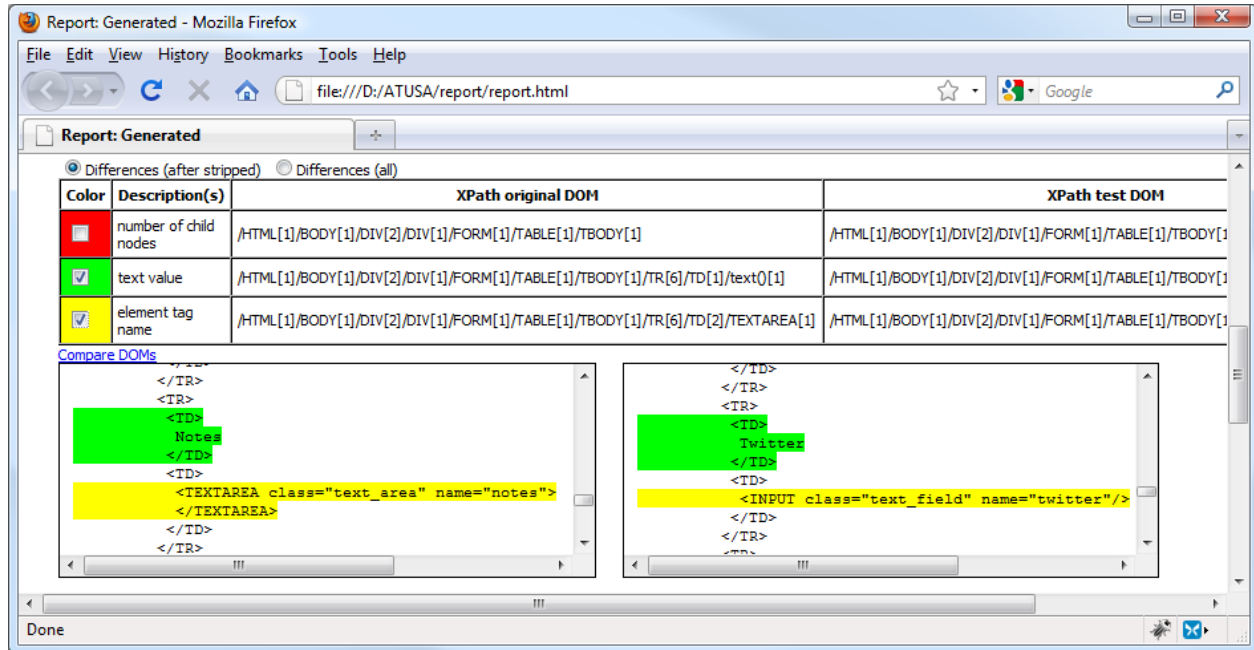 Report: Generated - Mozilla Firefox
File Edit View History Bookmarks Tools Help
file:///D:/ATUSA/report/report.html
Google
Report: Generated
Differences (after stripped) Differences (all)
Color Description(s) XPath original DOM XPath test DOM
number of child
nodes
/HTML[1]/BODY[1]/DIV[2]/DIV[1]/FORM[1]/TABLE[1]/TBODY[1]
/HTML[1]/BODY[1]/DIV[2]/DIV[1]/FORM[1]/TABLE[1]/TBODY[1
text value
/HTML[1]/BODY[1]/DIV[2]/DIV[1]/FORM[1]/TABLE[1]/TBODY[1]/TR[6]/TD[1]/text()[1]
/HTML[1]/BODY[1]/DIV[2]/DIV[1]/FORM[1]/TABLE[1]/TBODY[1
element tag
name
/HTML[1]/BODY[1]/DIV[2]/DIV[1]/FORM[1]/TABLE[1]/TBODY[1]/TR[6]/TD[2]/TEXTAREA[1]
/HTML[1]/BODY[1]/DIV[2]/DIV[1]/FORM[1]/TABLE[1]/TBODY[1
Compare DOMs
</TR>
<TR>
<TD>
Notes
</TD>
<TD>
<TEXTAREA class="text_area" name="notes">
</TEXTAREA>
</TD>
</TR>
</TD>
</TR>
<TR>
<TD>
Twitter
</TD>
<TD>
<INPUT class="text_field" name="twitter"/>
</TD>
</TR>
Done